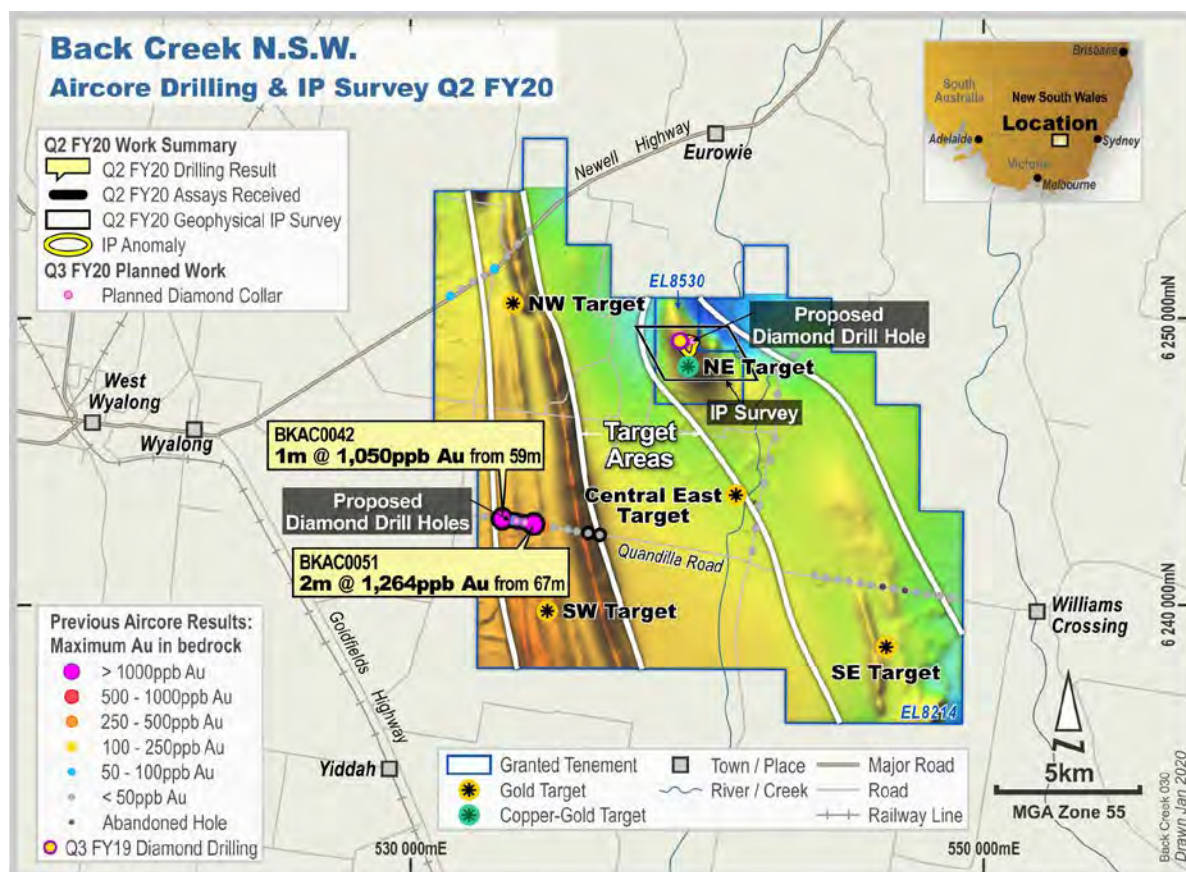 Back Creek N.S.W.
Aircore Drilling & IP Survey Q2 FY20
Q2 FY20 Work Summary
Q2 FY20 Drilling Result
Q2 FY20 Assays Received
Q2 FY20 Geophysical IP Survey
IP Anomaly
Q3 FY20 Planned Work
Planned Diamond Collar
Brisbane
South
Australia
New South Wales
Location
Adelaide
Sydney
Victoria
Melbourne
Newell Highway
Eurowie
EL8530
NW Target
Proposed
Diamond Drill Hole
6 250 000mN
NE Target
IP Survey
West
Wyalong
Wyalong
BKAC0042
1m @ 1,050ppb Au from 59m
Target
Areas
Proposed
Diamond Drill Holes
Central East
Target
BKAC0051
2m @ 1,264ppb Au from 67m
Quandilla Road
SW Target
Williams
Crossing
6 240 000mN
SE Target
EL8214
Goldfields Highway
Yiddah
Previous Aircore Results:
Maximum Au in bedrock
> 1000ppb Au
500 - 1000ppb Au
250 - 500ppb Au
100 - 250ppb Au
50 - 100ppb Au
< 50ppb Au
Abandoned Hole
Q3 FY19 Diamond Drilling
Granted Tenement
Gold Target
Copper-Gold Target
Town / Place
River / Creek
Major Road
Road
Railway Line
N
5km
MGA Zone 55
Back Creek 030
Drawn Jan 2020
530 000mE
550 000mE